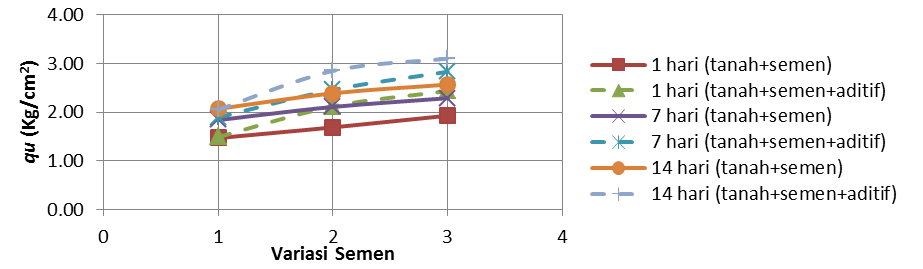 4.00
3.00
2.00
1.00
0.00
qu (Kg/cm²)
0 1 2 3 4
Variasi Semen
1 hari (tanah+semen)
1 hari (tanah+semen+aditif)
7 hari (tanah+semen)
7 hari (tanah+semen+aditif)
14 hari (tanah+semen)
14 hari (tanah+semen+aditif)